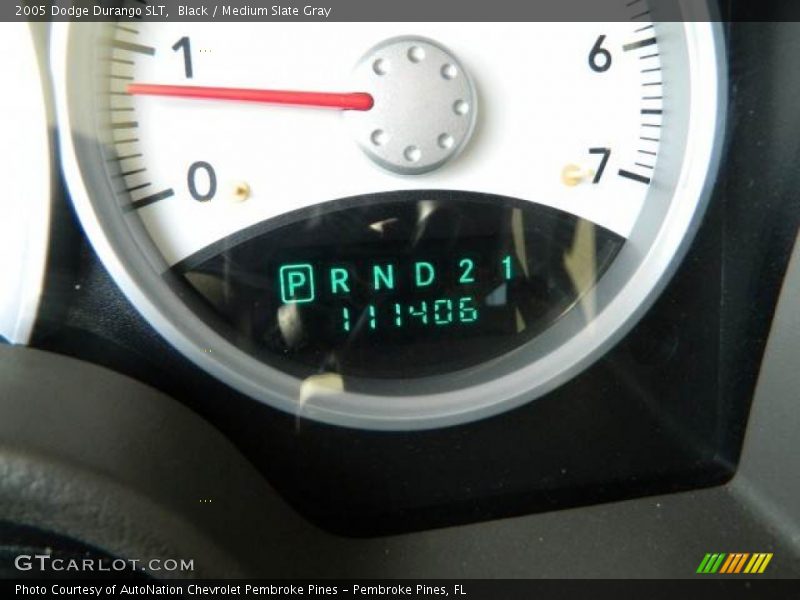 2005 Dodge Durango SLT, Black / Medium Slate Gray
1
6
0
7
P R N D 2 1
111406
GTCARLOT.COM
Photo Courtesy of AutoNation Chevrolet Pembroke Pines - Pembroke Pines, FL